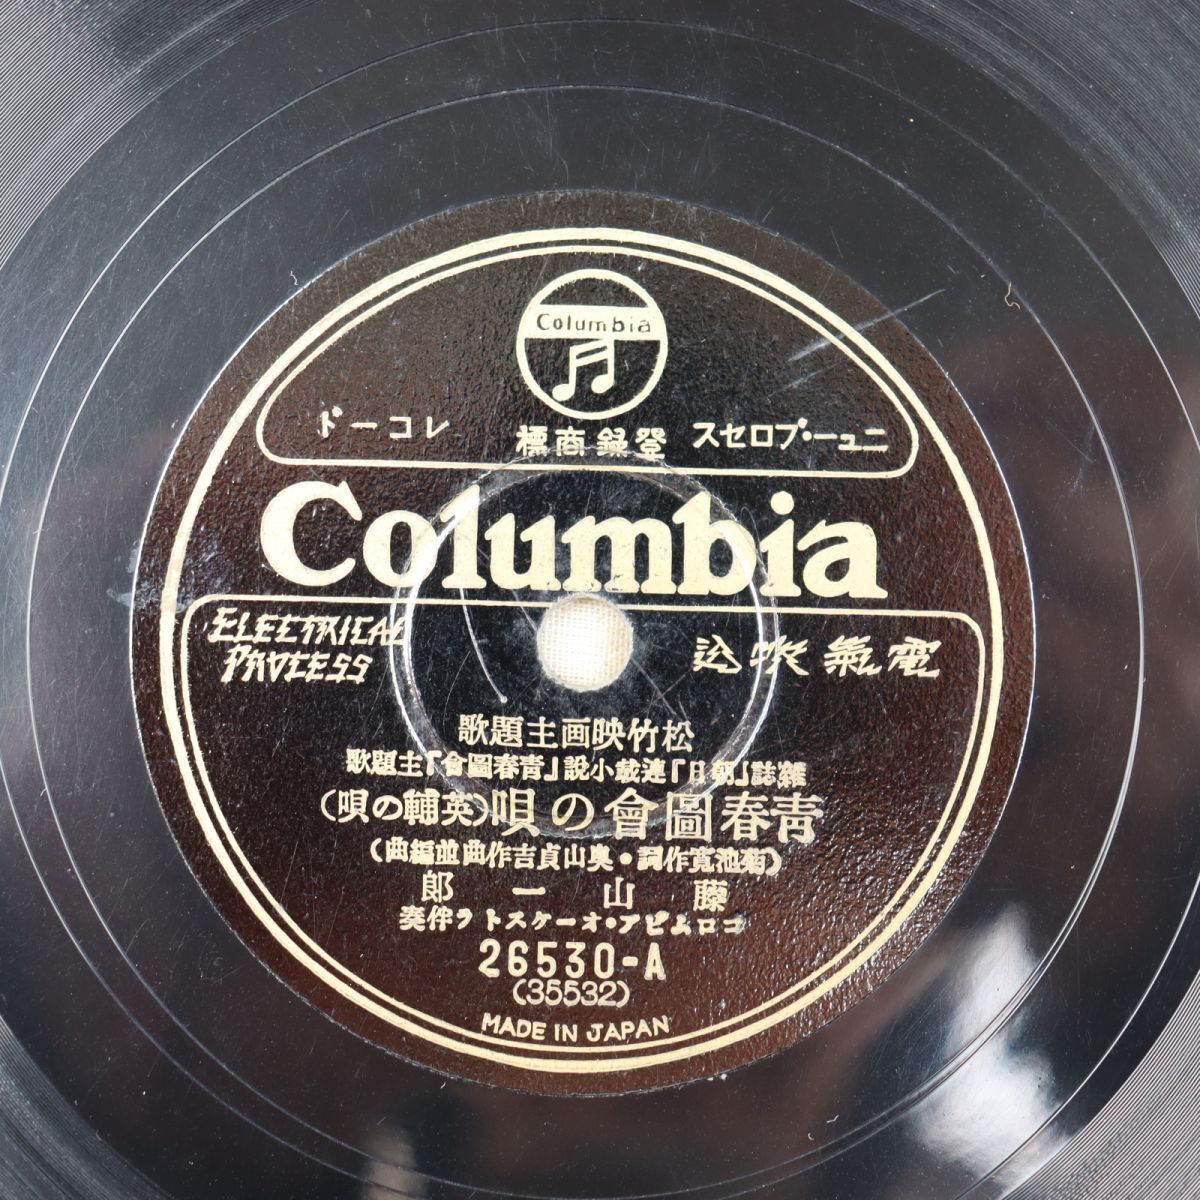 Columbia
ニュー・プロセス 登錄商標 レコード
Columbia
ELECTRICAL
PROCESS
電氣吹込
松竹映画主題歌
雜誌『朝日』連載小説『青春圖會』主題歌
青春圖會の唄(英輔の唄)
(菊池寛作詞・奥山貞吉作曲並編曲)
藤山一郎
コロムビア・オーケストラ伴奏
26530-A
(35532)
MADE IN JAPAN